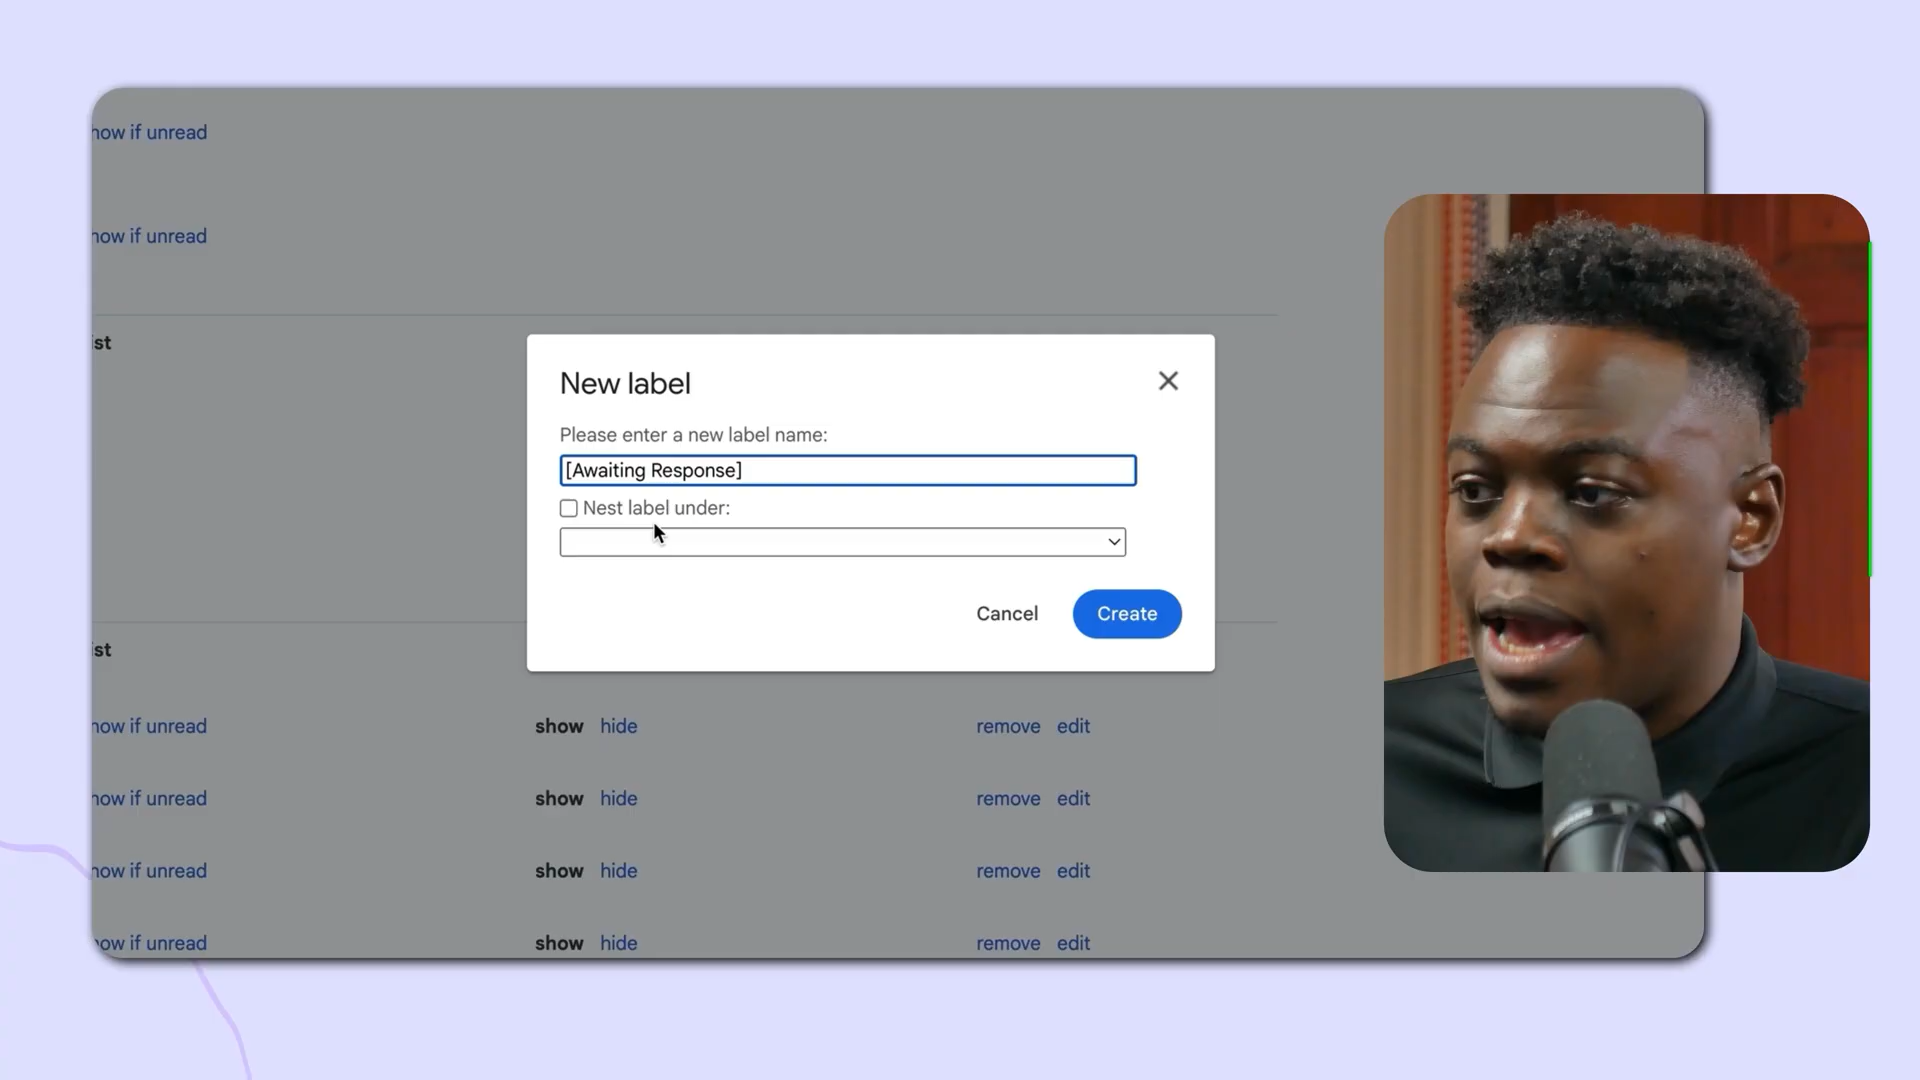 how if unread
how if unread
ist
New label
Please enter a new label name:
[Awaiting Response]
Nest label under:
Cancel Create
ist
how if unread show hide remove edit
how if unread show hide remove edit
how if unread show hide remove edit
ow if unread show hide remove edit